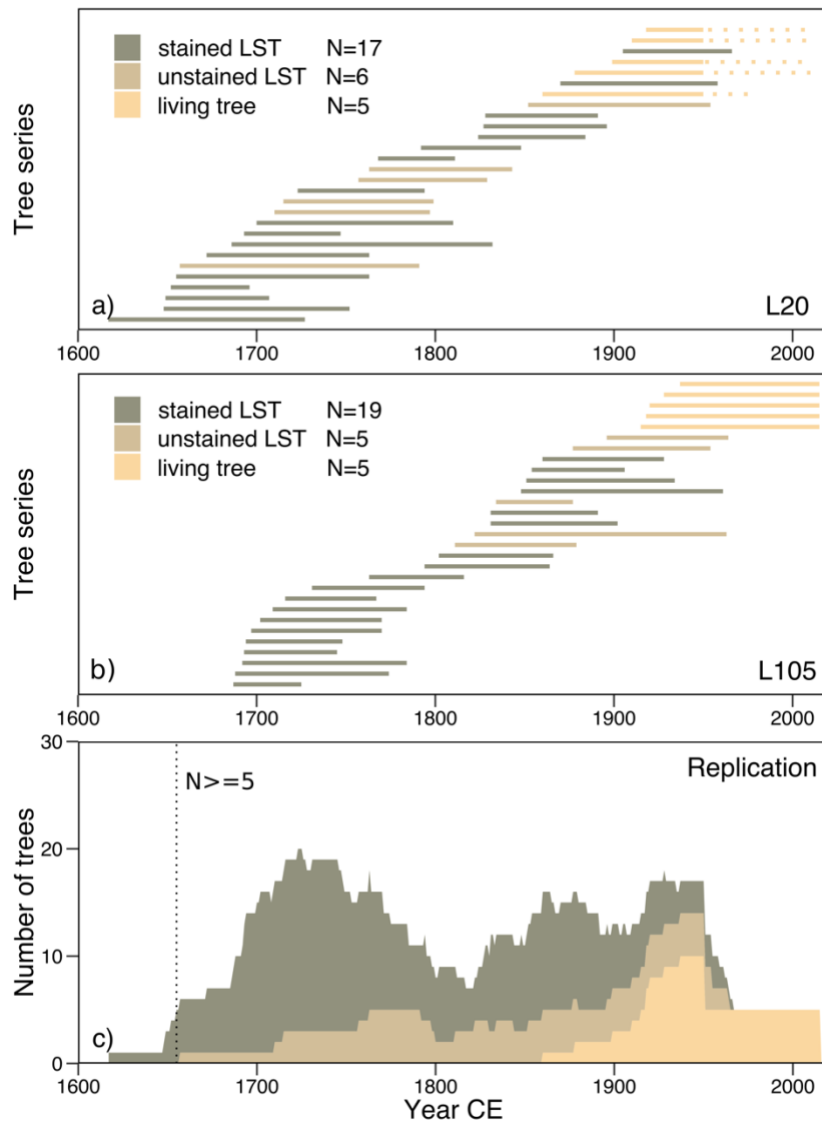 stained LST N=17
unstained LST N=6
living tree N=5
Tree series
a)
L20
1600 1700 1800 1900 2000
stained LST N=19
unstained LST N=5
living tree N=5
Tree series
b)
L105
1600 1700 1800 1900 2000
30
Replication
N>=5
20
Number of trees
10
c)
0
1600 1700 1800 1900 2000
Year CE